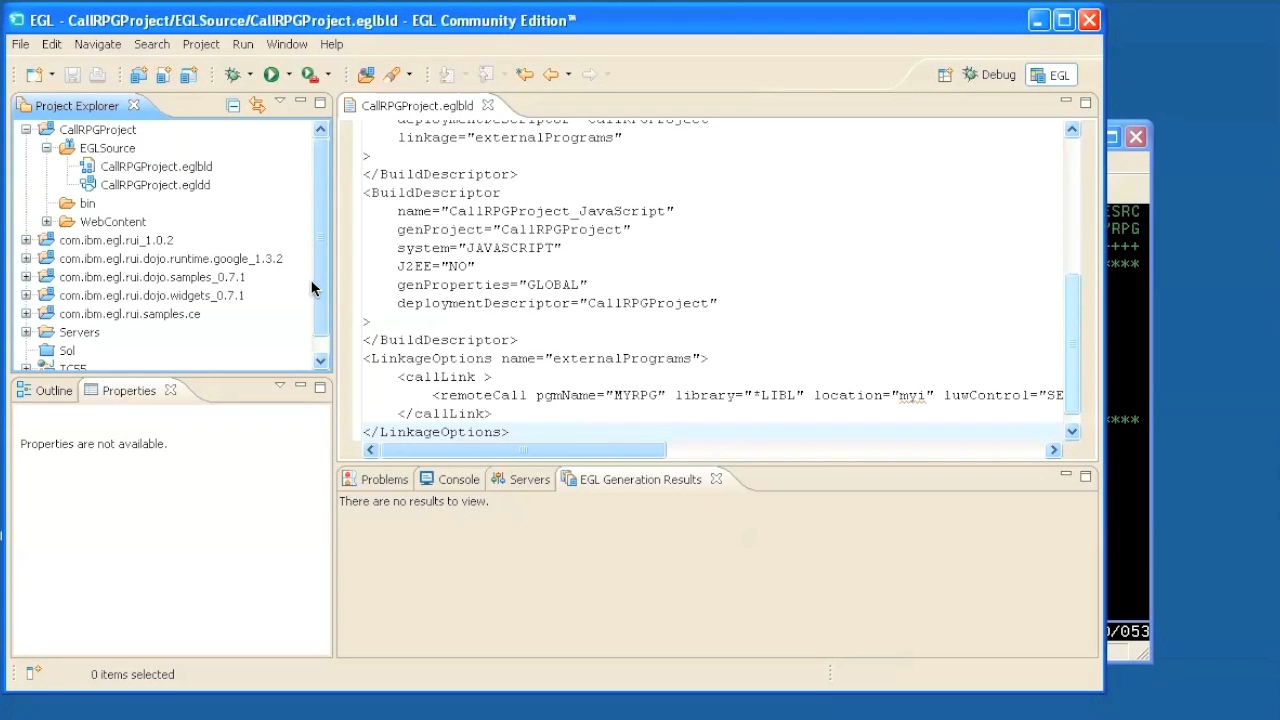 EGL - CallRPGProject/EGLSource/CallRPGProject.eglbld - EGL Community Edition™
File Edit Navigate Search Project Run Window Help
Debug EGL
Project Explorer
CallRPGProject
EGLSource
CallRPGProject.eglbld
CallRPGProject.egldd
bin
WebContent
com.ibm.egl.rui_1.0.2
com.ibm.egl.rui.dojo.runtime.google_1.3.2
com.ibm.egl.rui.dojo.samples_0.7.1
com.ibm.egl.rui.dojo.widgets_0.7.1
com.ibm.egl.rui.samples.ce
Servers
Sol
Outline Properties
Properties are not available.
CallRPGProject.eglbld
deploymentDescriptor="CallRPGProject"
linkage="externalPrograms"
>
</BuildDescriptor>
<BuildDescriptor
name="CallRPGProject_JavaScript"
genProject="CallRPGProject"
system="JAVASCRIPT"
J2EE="NO"
genProperties="GLOBAL"
deploymentDescriptor="CallRPGProject"
>
</BuildDescriptor>
<LinkageOptions name="externalPrograms">
<callLink >
<remoteCall pgmName="MYRPG" library="*LIBL" location="myi" luwControl="SE
</callLink>
</LinkageOptions>
Problems Console Servers EGL Generation Results
There are no results to view.
0 items selected
SRC
RPG
++++
****
****
/053